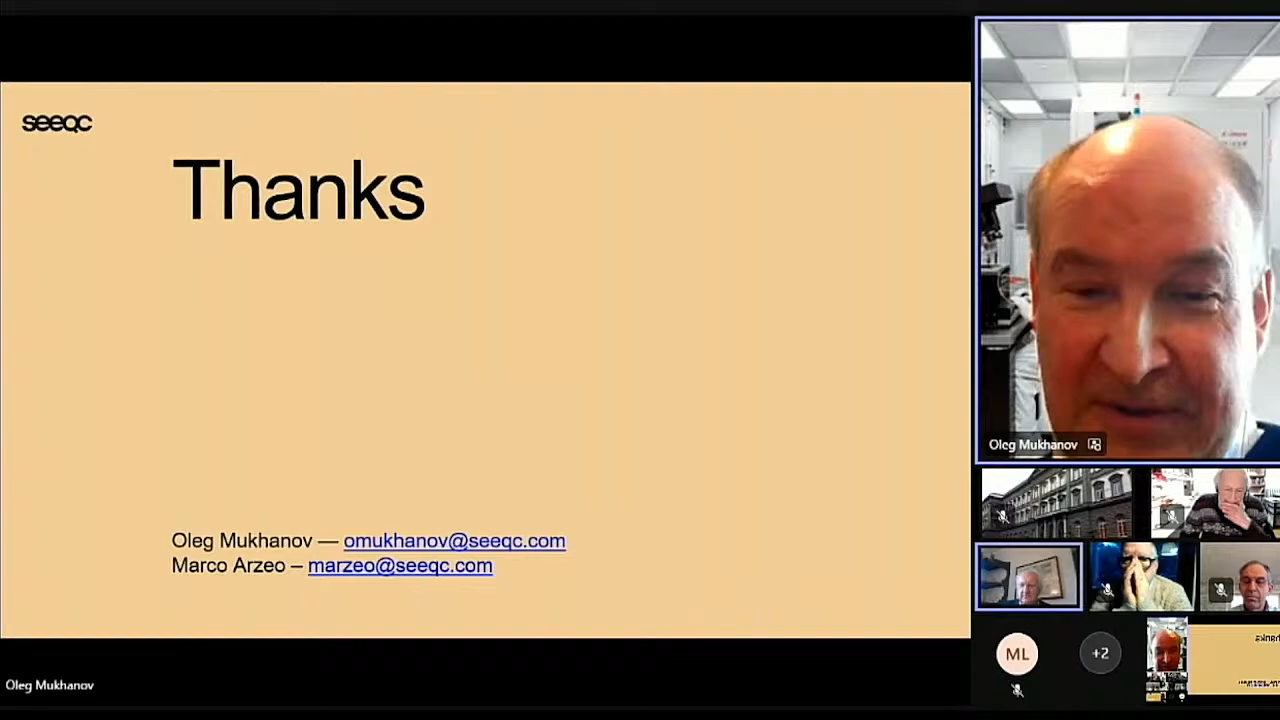 seeqc
Thanks
Oleg Mukhanov — omukhanov@seeqc.com
Marco Arzeo – marzeo@seeqc.com
Oleg Mukhanov
Oleg Mukhanov
ML
+2